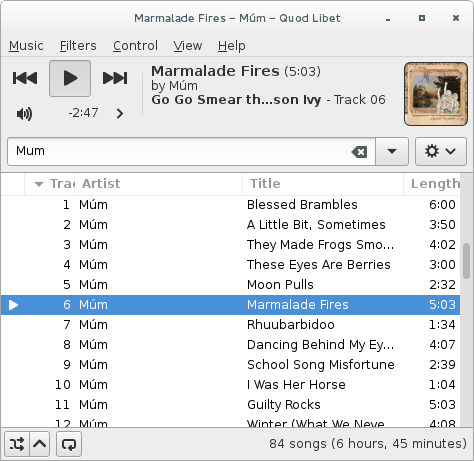 Marmalade Fires – Múm – Quod Libet
Music Filters Control View Help
Marmalade Fires (5:03)
by Múm
Go Go Smear th…son Ivy - Track 06
-2:47
Mum
Trac Artist Title Length
1 Múm Blessed Brambles 6:00
2 Múm A Little Bit, Sometimes 3:50
3 Múm They Made Frogs Smo… 4:02
4 Múm These Eyes Are Berries 3:00
5 Múm Moon Pulls 2:32
6 Múm Marmalade Fires 5:03
7 Múm Rhuubarbidoo 1:34
8 Múm Dancing Behind My Ey… 4:07
9 Múm School Song Misfortune 2:39
10 Múm I Was Her Horse 1:04
11 Múm Guilty Rocks 5:03
12 Múm Winter (What We Neve… 4:08
84 songs (6 hours, 45 minutes)